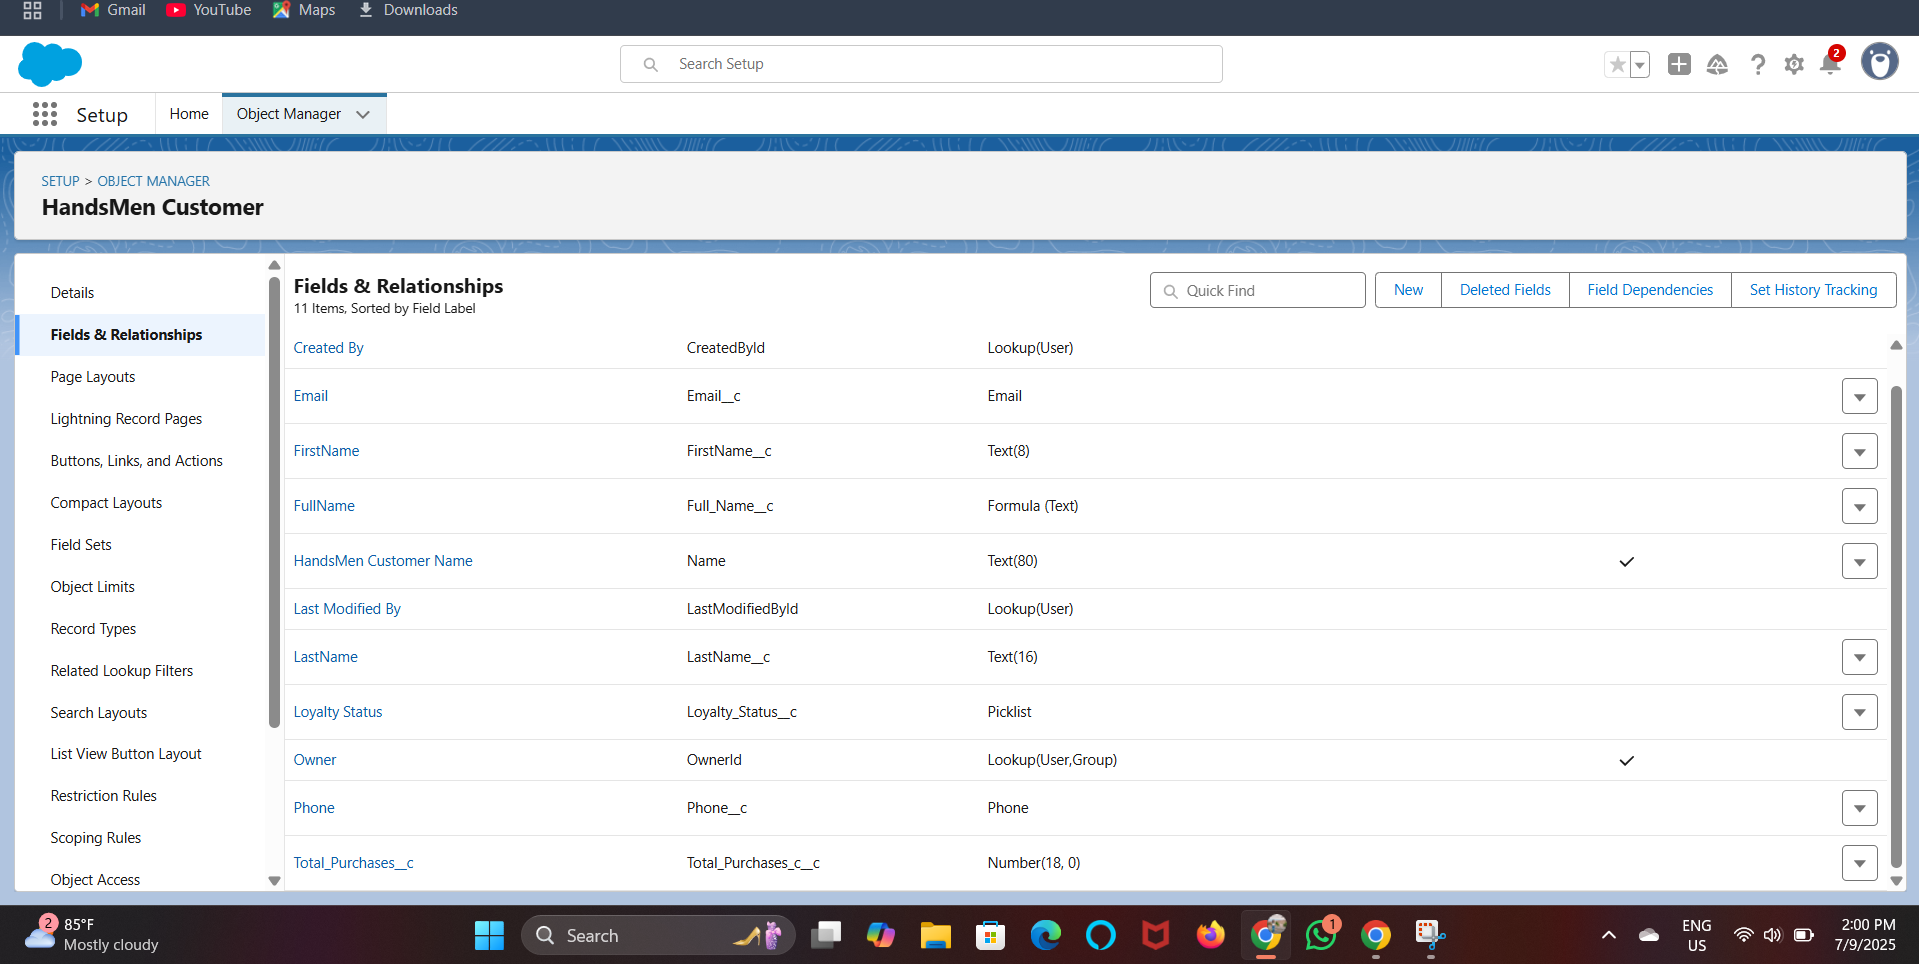 Gmail YouTube Maps Downloads
Search Setup
2
Setup Home Object Manager
SETUP > OBJECT MANAGER
HandsMen Customer
Details
Fields & Relationships
Page Layouts
Lightning Record Pages
Buttons, Links, and Actions
Compact Layouts
Field Sets
Object Limits
Record Types
Related Lookup Filters
Search Layouts
List View Button Layout
Restriction Rules
Scoping Rules
Object Access
Fields & Relationships
11 Items, Sorted by Field Label
Quick Find New Deleted Fields Field Dependencies Set History Tracking
Created By CreatedById Lookup(User)
Email Email__c Email
FirstName FirstName__c Text(8)
FullName Full_Name__c Formula (Text)
HandsMen Customer Name Name Text(80)
Last Modified By LastModifiedById Lookup(User)
LastName LastName__c Text(16)
Loyalty Status Loyalty_Status__c Picklist
Owner OwnerId Lookup(User,Group)
Phone Phone__c Phone
Total_Purchases__c Total_Purchases_c__c Number(18, 0)
2 85°F
Mostly cloudy
Search
1
ENG
US
2:00 PM
7/9/2025